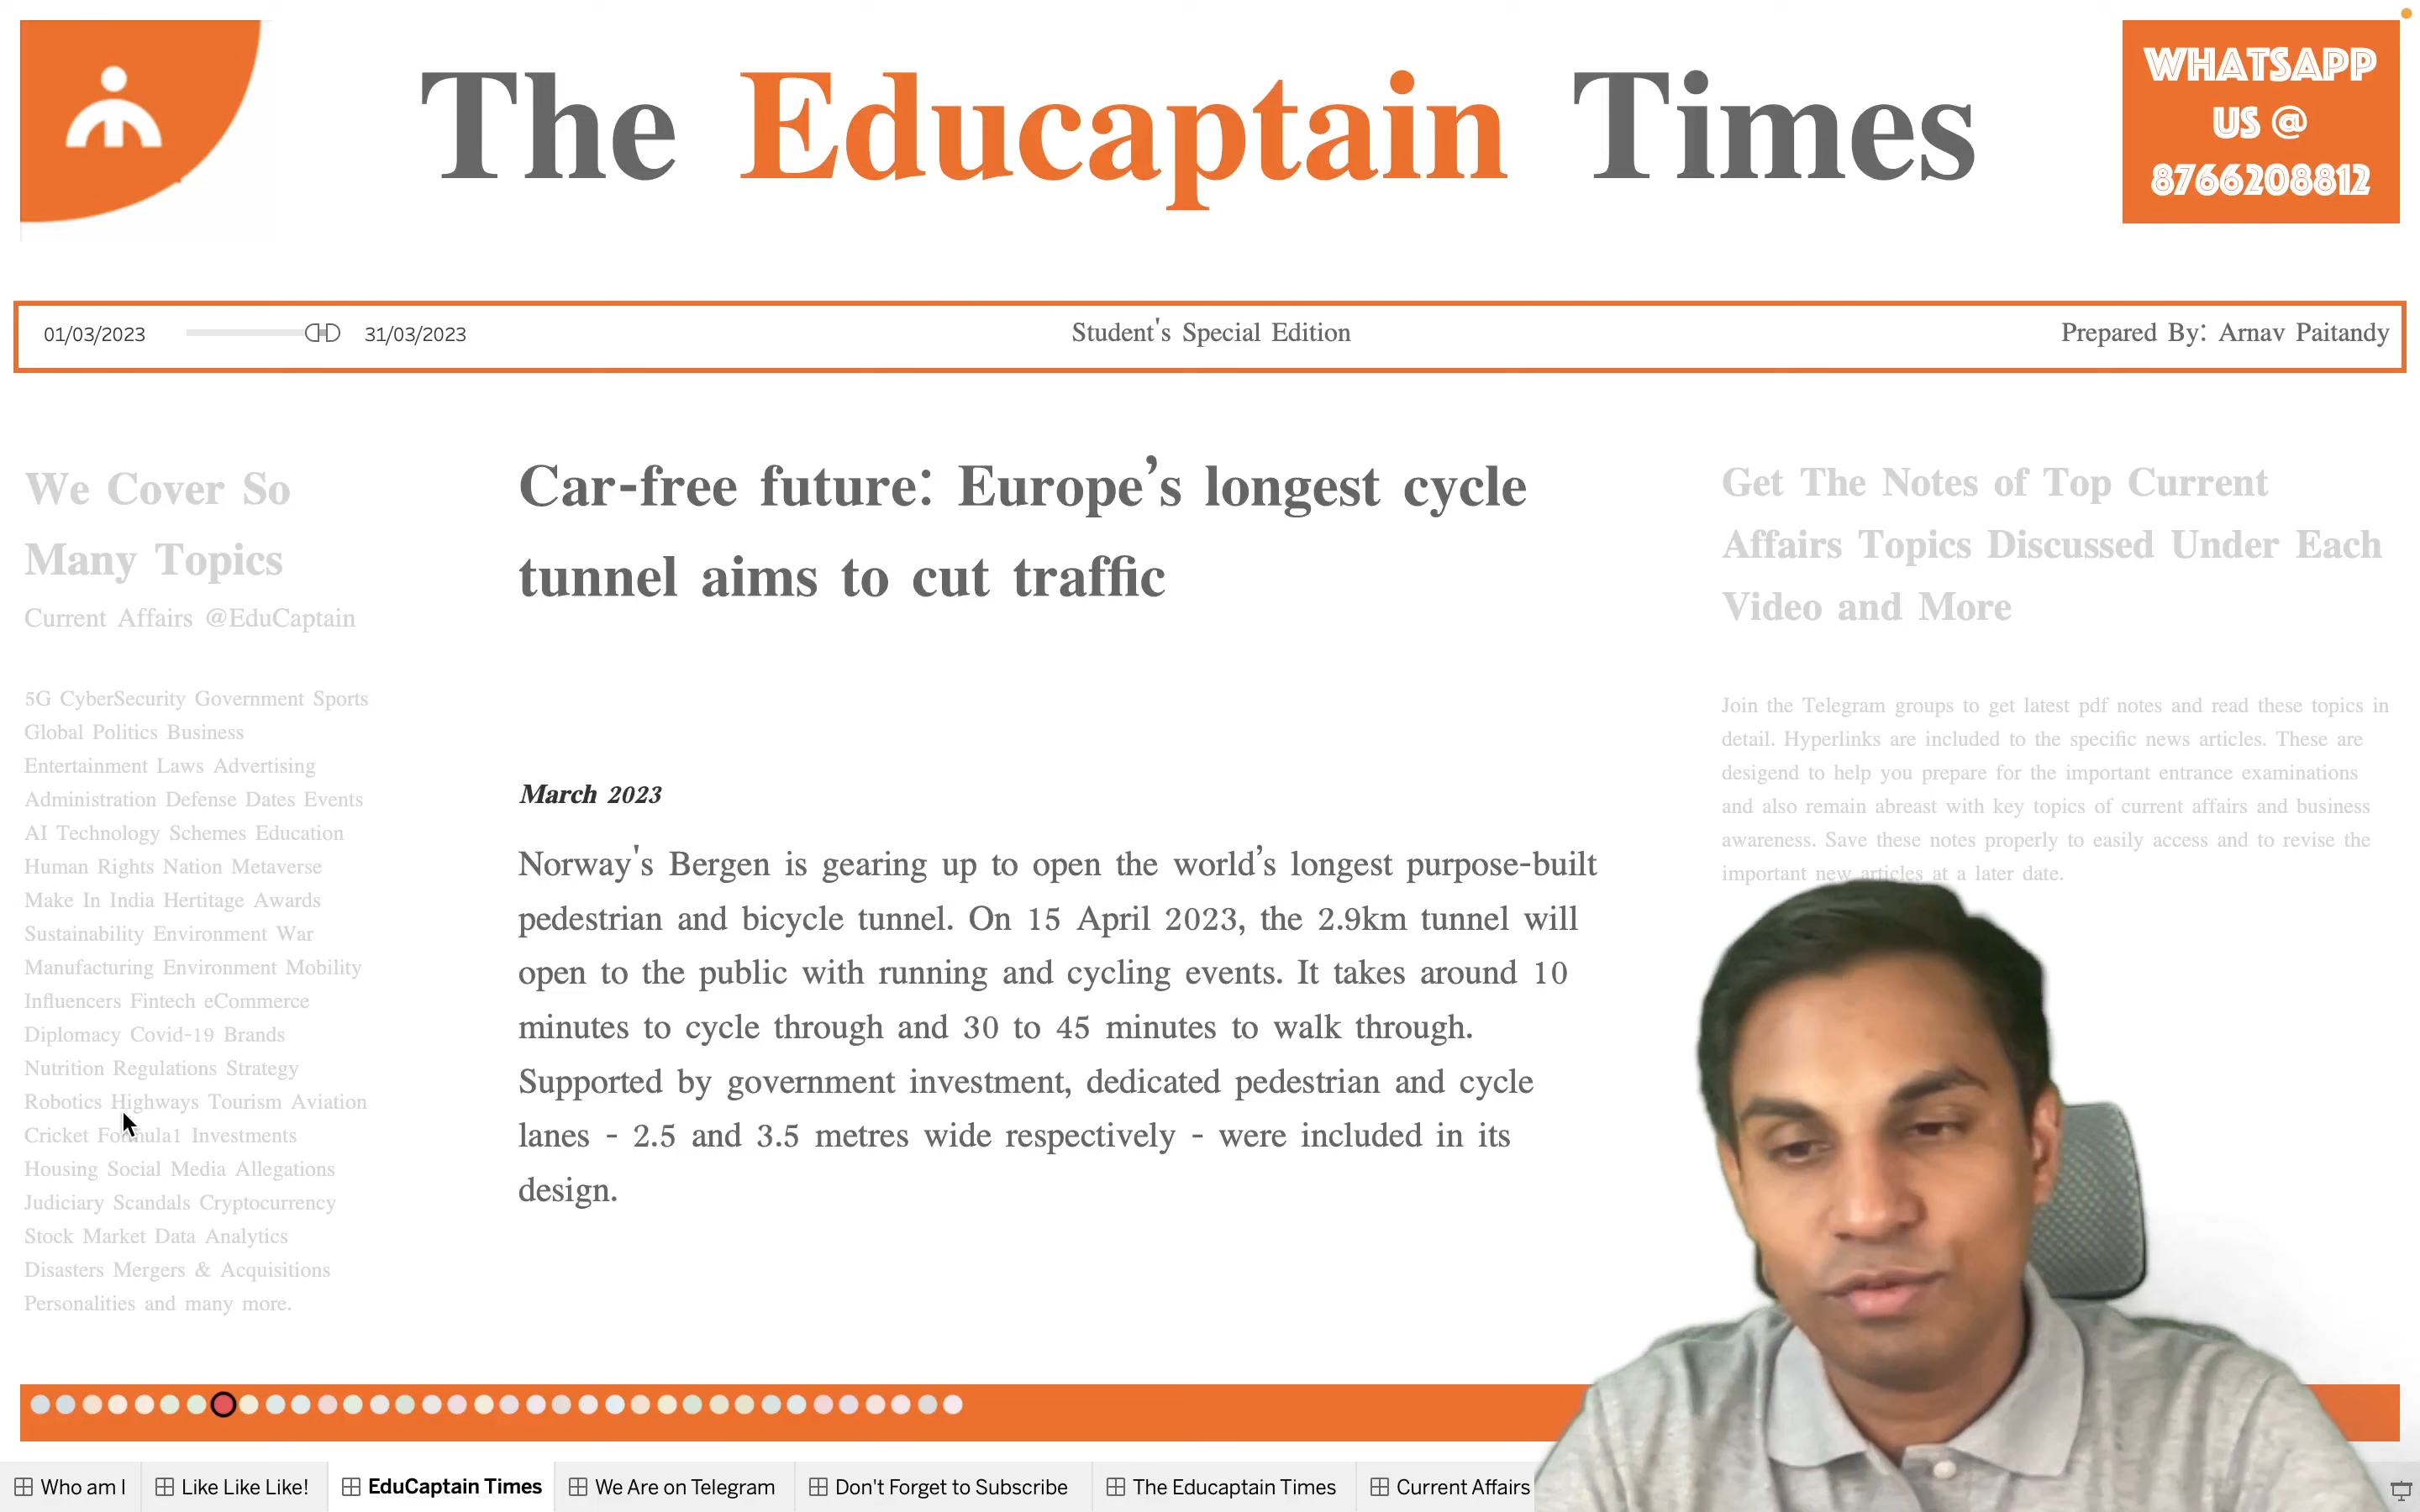 The Educaptain Times
WHATSAPP
US @
8766208812
01/03/2023
31/03/2023
Student's Special Edition
Prepared By: Arnav Paitandy
We Cover So
Many Topics
Current Affairs @EduCaptain
5G CyberSecurity Government Sports
Global Politics Business
Entertainment Laws Advertising
Administration Defense Dates Events
AI Technology Schemes Education
Human Rights Nation Metaverse
Make In India Hertitage Awards
Sustainability Environment War
Manufacturing Environment Mobility
Influencers Fintech eCommerce
Diplomacy Covid-19 Brands
Nutrition Regulations Strategy
Robotics Highways Tourism Aviation
Cricket Formula1 Investments
Housing Social Media Allegations
Judiciary Scandals Cryptocurrency
Stock Market Data Analytics
Disasters Mergers & Acquisitions
Personalities and many more.
Car-free future: Europe’s longest cycle
tunnel aims to cut traffic
March 2023
Norway's Bergen is gearing up to open the world’s longest purpose-built
pedestrian and bicycle tunnel. On 15 April 2023, the 2.9km tunnel will
open to the public with running and cycling events. It takes around 10
minutes to cycle through and 30 to 45 minutes to walk through.
Supported by government investment, dedicated pedestrian and cycle
lanes - 2.5 and 3.5 metres wide respectively - were included in its
design.
Get The Notes of Top Current
Affairs Topics Discussed Under Each
Video and More
Join the Telegram groups to get latest pdf notes and read these topics in
detail. Hyperlinks are included to the specific news articles. These are
desigend to help you prepare for the important entrance examinations
and also remain abreast with key topics of current affairs and business
awareness. Save these notes properly to easily access and to revise the
important new articles at a later date.
Who am I
Like Like Like!
EduCaptain Times
We Are on Telegram
Don't Forget to Subscribe
The Educaptain Times
Current Affairs